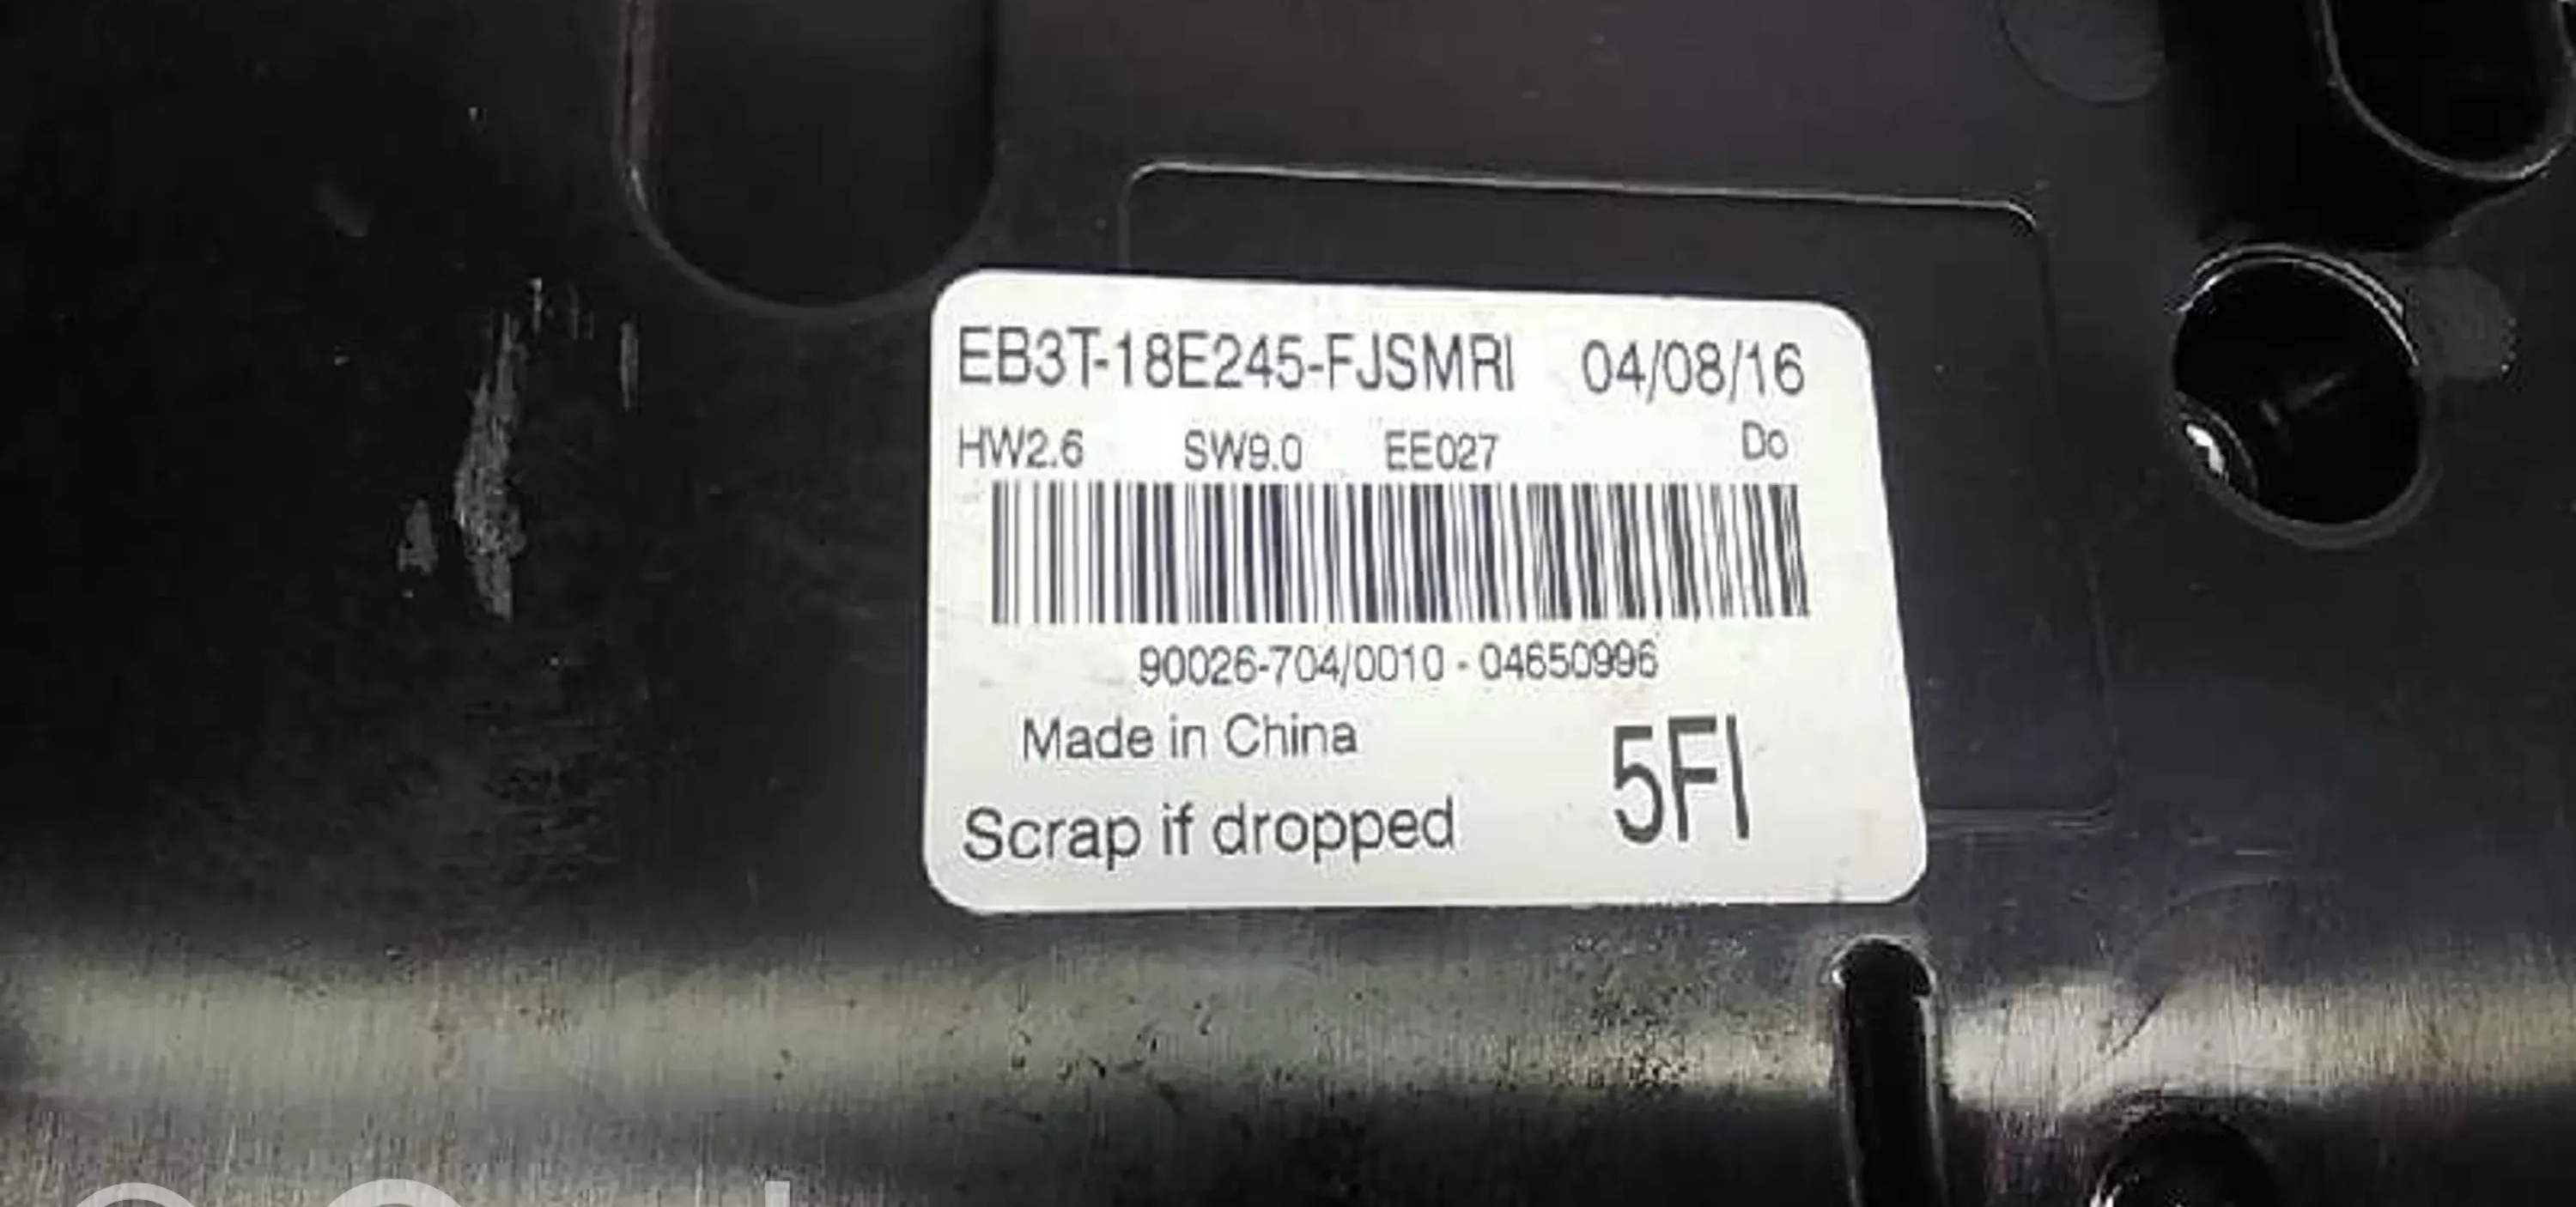 EB3T-18E245-FJSMRI 04/08/16
HW2.6 SW9.0 EE027 Do
90026-704/0010 - 04650996
Made in China
5FI
Scrap if dropped